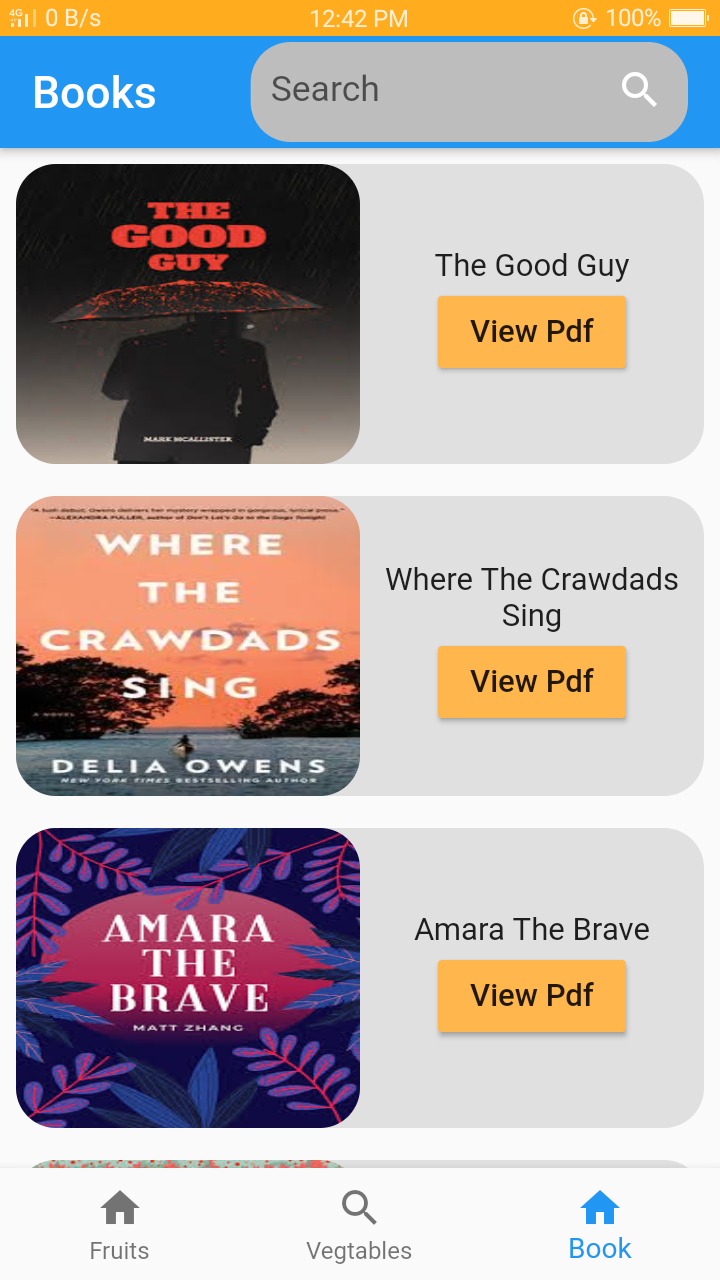 4G 0 B/s 12:42 PM 100%
Books Search
THE
GOOD
GUY
MARK MCALLISTER
The Good Guy
View Pdf
"A lush debut, Owens delivers her mystery wrapped in gorgeous, lyrical prose."
—ALEXANDRA FULLER, author of Don't Let's Go to the Dogs Tonight
WHERE
THE
CRAWDADS
SING
A NOVEL
DELIA OWENS
NEW YORK TIMES BESTSELLING AUTHOR
Where The Crawdads
Sing
View Pdf
AMARA
THE
BRAVE
MATT ZHANG
Amara The Brave
View Pdf
Fruits Vegtables Book